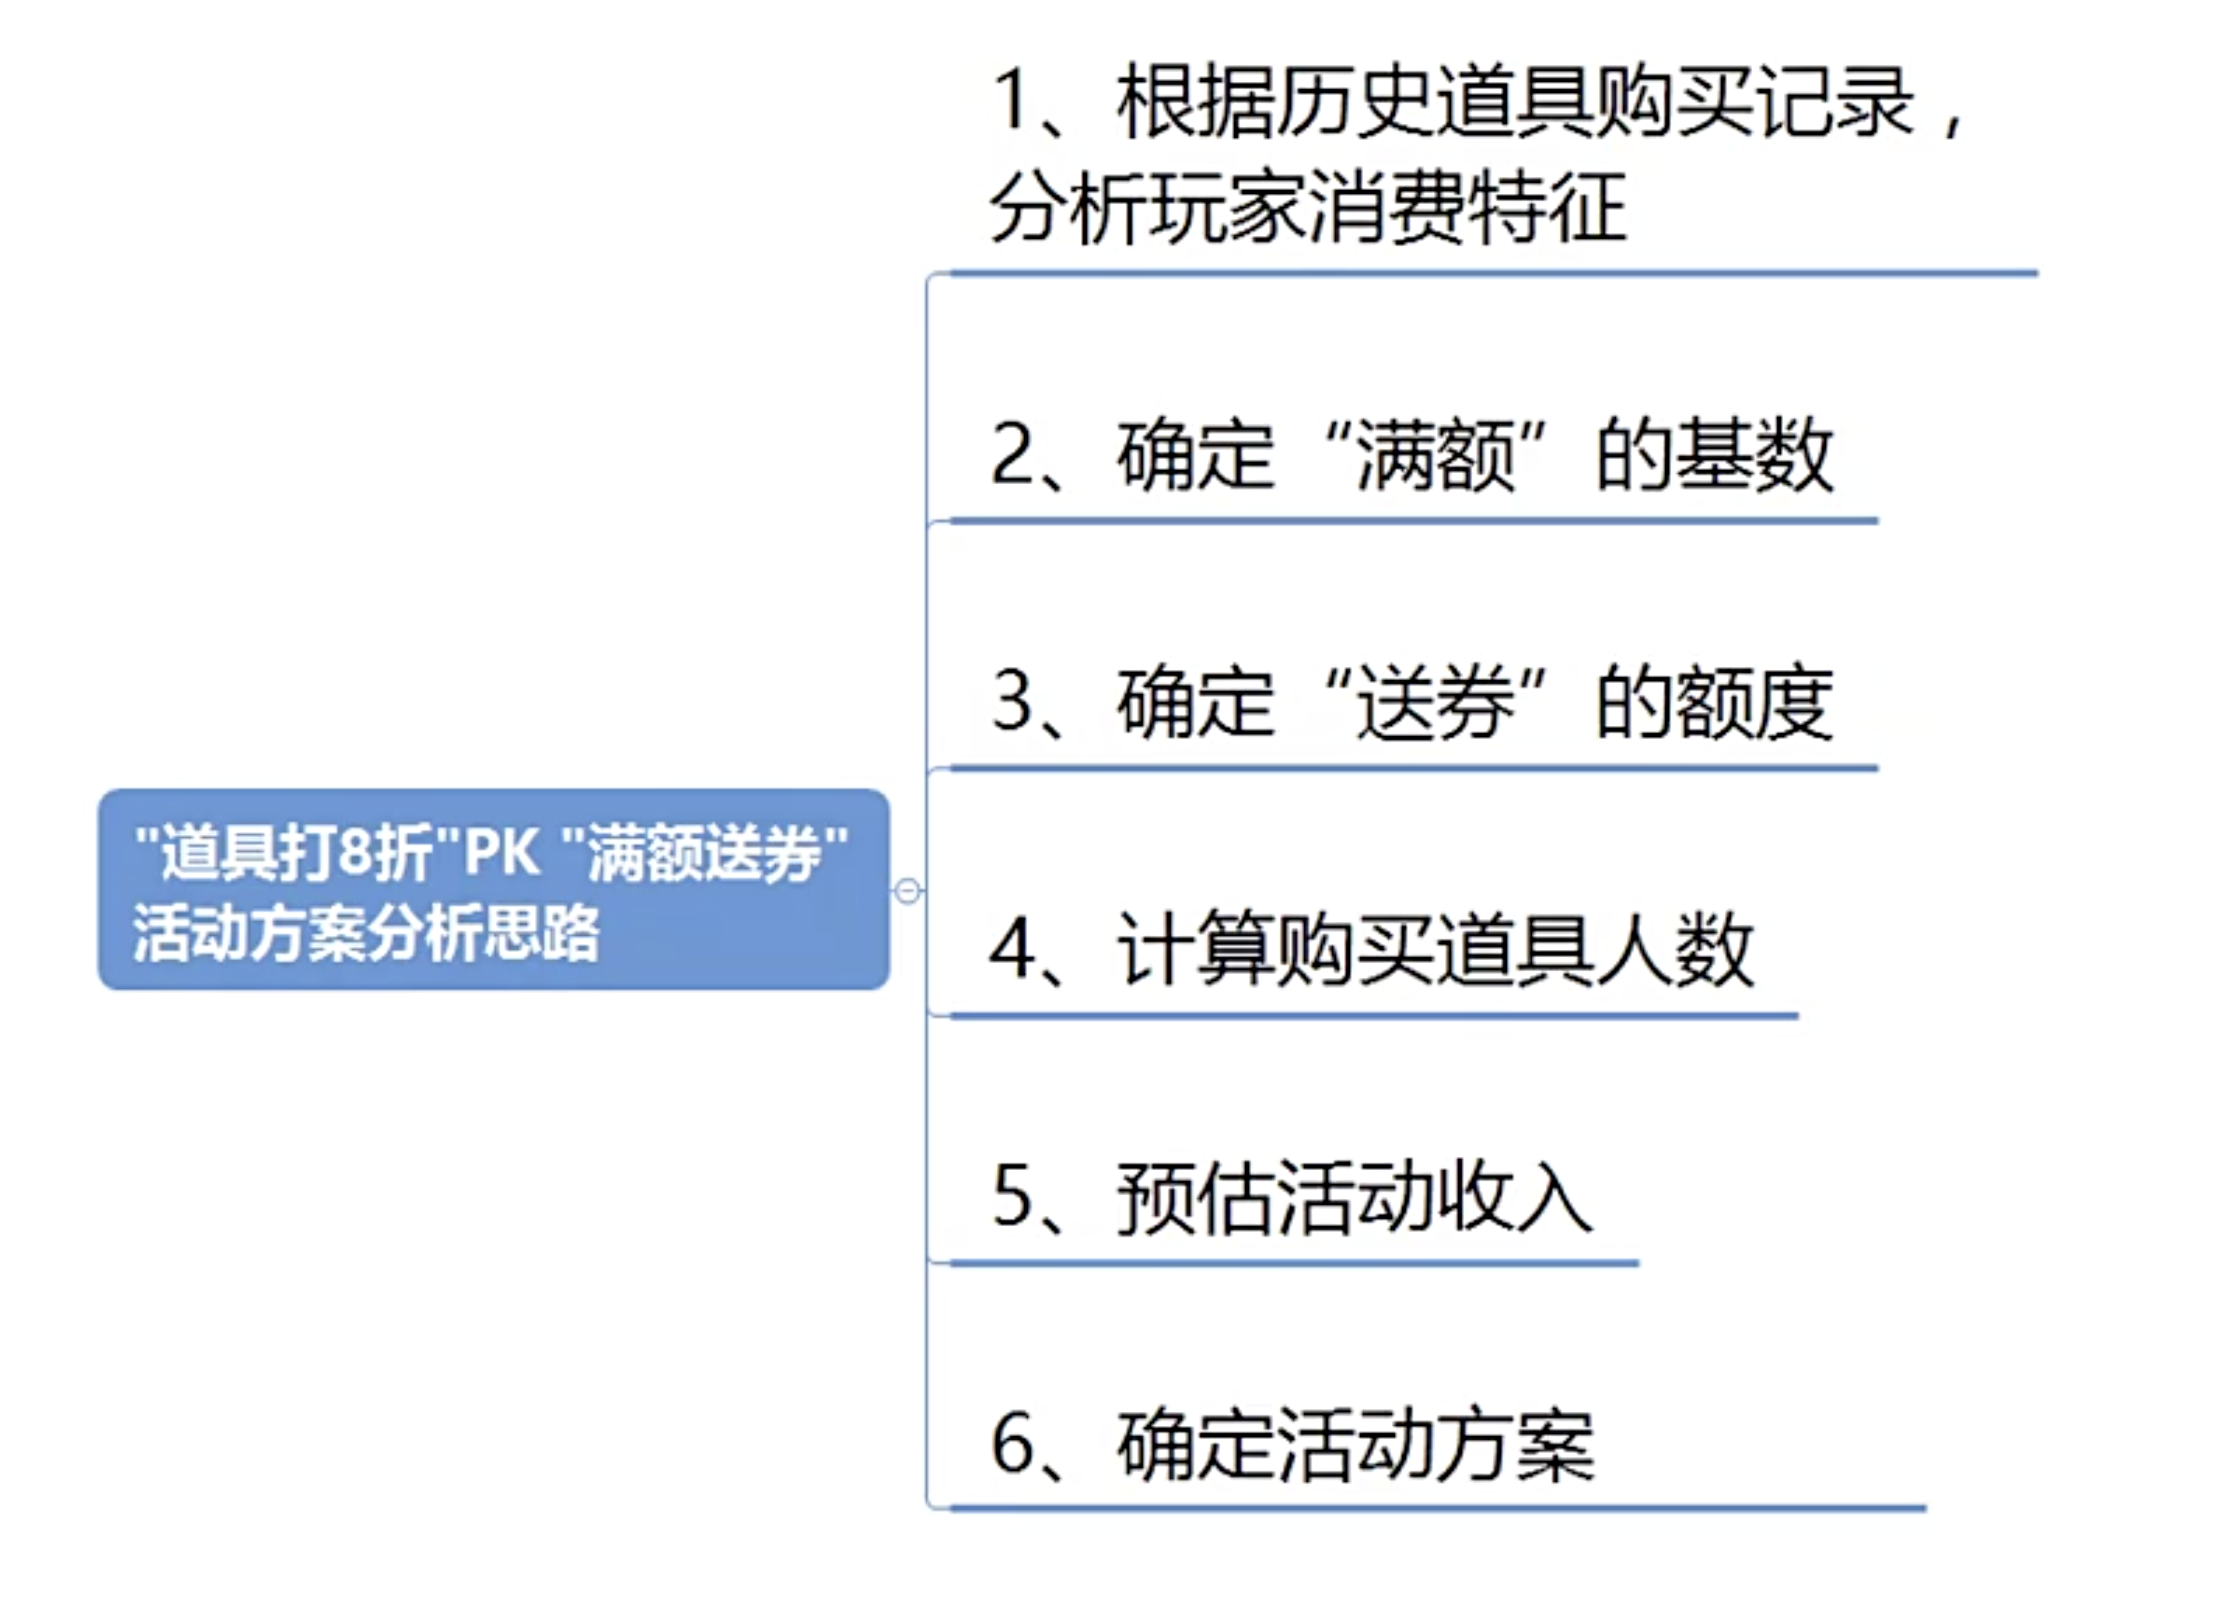 1、根据历史道具购买记录，
分析玩家消费特征
2、确定“满额”的基数
3、确定“送券”的额度
"道具打8折"PK "满额送券"
活动方案分析思路
4、计算购买道具人数
5、预估活动收入
6、确定活动方案